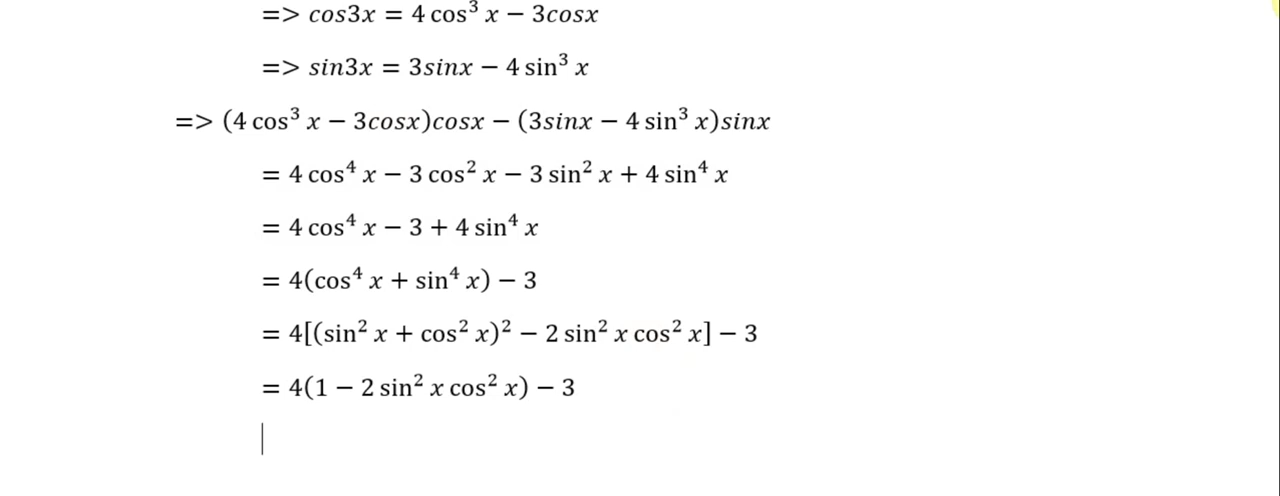 => cos3x = 4 cos³ x − 3cosx
=> sin3x = 3sinx − 4 sin³ x
=> (4 cos³ x − 3cosx)cosx − (3sinx − 4 sin³ x)sinx
= 4 cos⁴ x − 3 cos² x − 3 sin² x + 4 sin⁴ x
= 4 cos⁴ x − 3 + 4 sin⁴ x
= 4(cos⁴ x + sin⁴ x) − 3
= 4[(sin² x + cos² x)² − 2 sin² x cos² x] − 3
= 4(1 − 2 sin² x cos² x) − 3